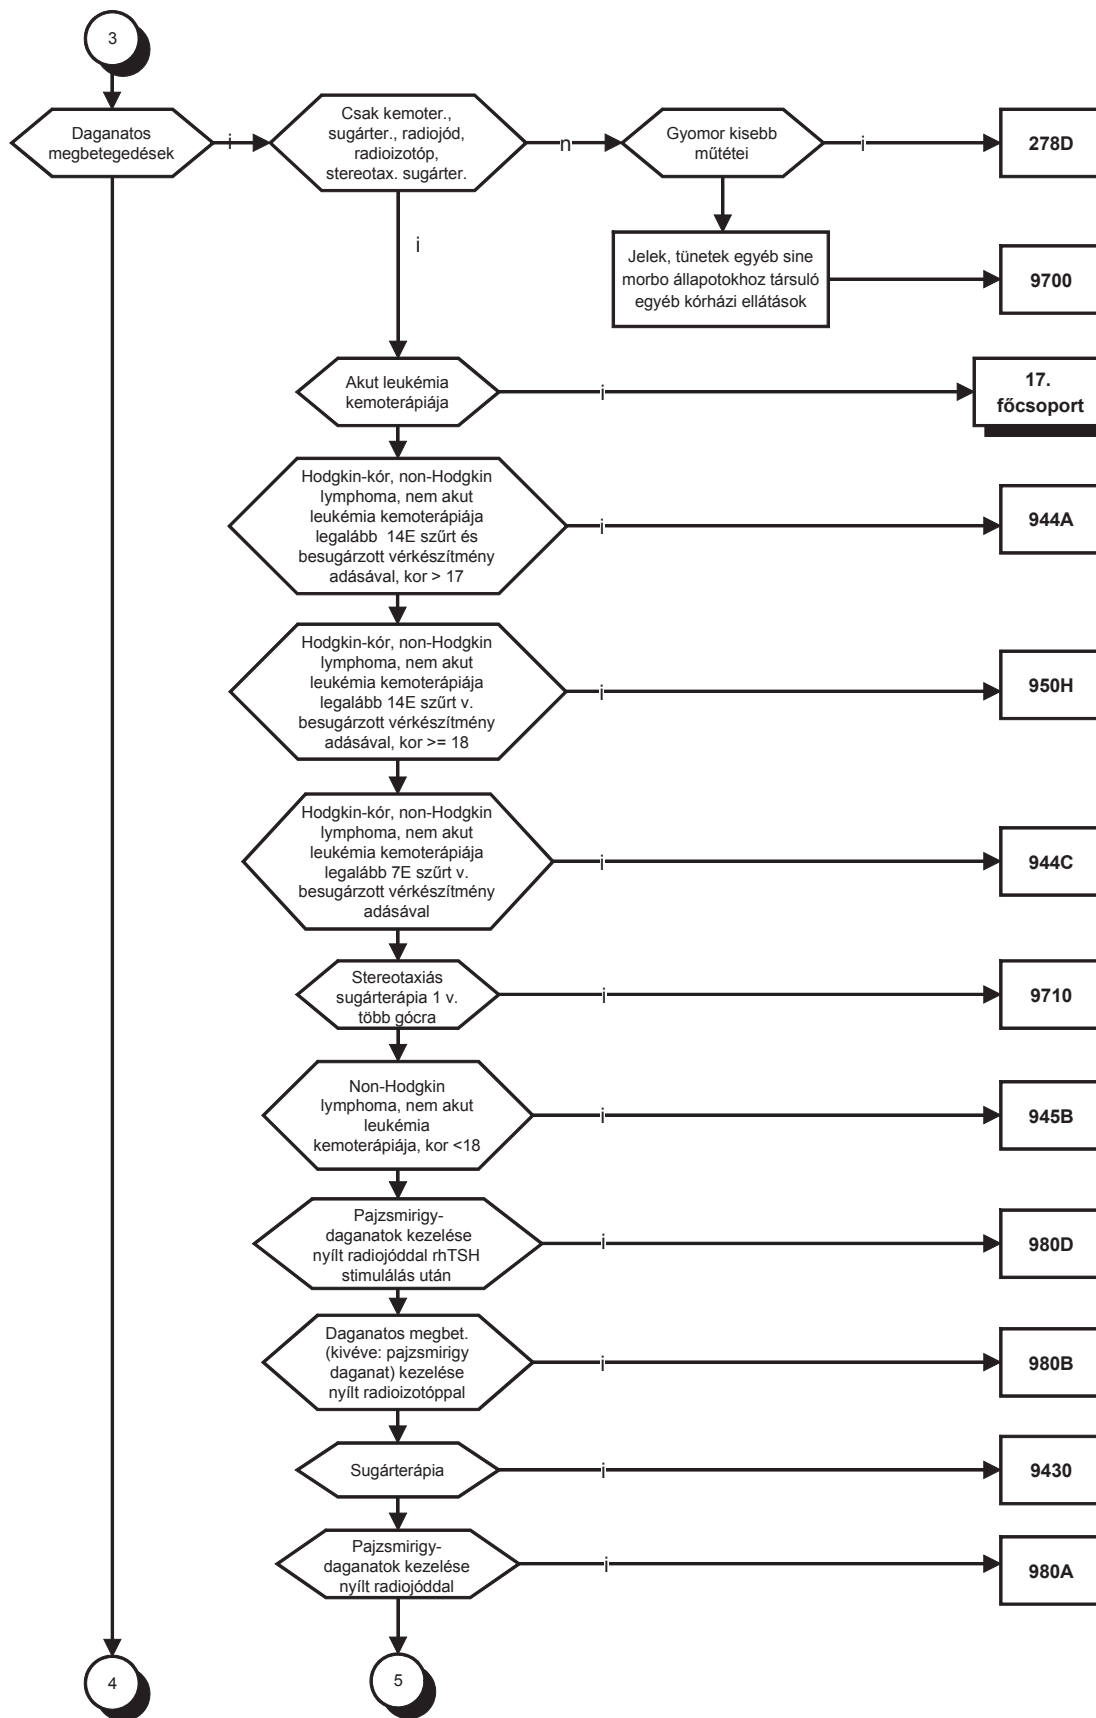 3
Daganatos
megbetegedések
i
Csak kemoter.,
sugárter., radiojód,
radioizotóp,
stereotax. sugárter.
n
Gyomor kisebb
műtétei
i
278D
i
Jelek, tünetek egyéb sine
morbo állapotokhoz társuló
egyéb kórházi ellátások
9700
Akut leukémia
kemoterápiája
i
17.
főcsoport
Hodgkin-kór, non-Hodgkin
lymphoma, nem akut
leukémia kemoterápiája
legalább 14E szűrt és
besugárzott vérkészítmény
adásával, kor > 17
i
944A
Hodgkin-kór, non-Hodgkin
lymphoma, nem akut
leukémia kemoterápiája
legalább 14E szűrt v.
besugárzott vérkészítmény
adásával, kor >= 18
i
950H
Hodgkin-kór, non-Hodgkin
lymphoma, nem akut
leukémia kemoterápiája
legalább 7E szűrt v.
besugárzott vérkészítmény
adásával
i
944C
Stereotaxiás
sugárterápia 1 v.
több gócra
i
9710
Non-Hodgkin
lymphoma, nem akut
leukémia
kemoterápiája, kor <18
i
945B
Pajzsmirigy-
daganatok kezelése
nyílt radiojóddal rhTSH
stimulálás után
i
980D
Daganatos megbet.
(kivéve: pajzsmirigy
daganat) kezelése
nyílt radioizotóppal
i
980B
Sugárterápia
i
9430
Pajzsmirigy-
daganatok kezelése
nyílt radiojóddal
i
980A
4
5